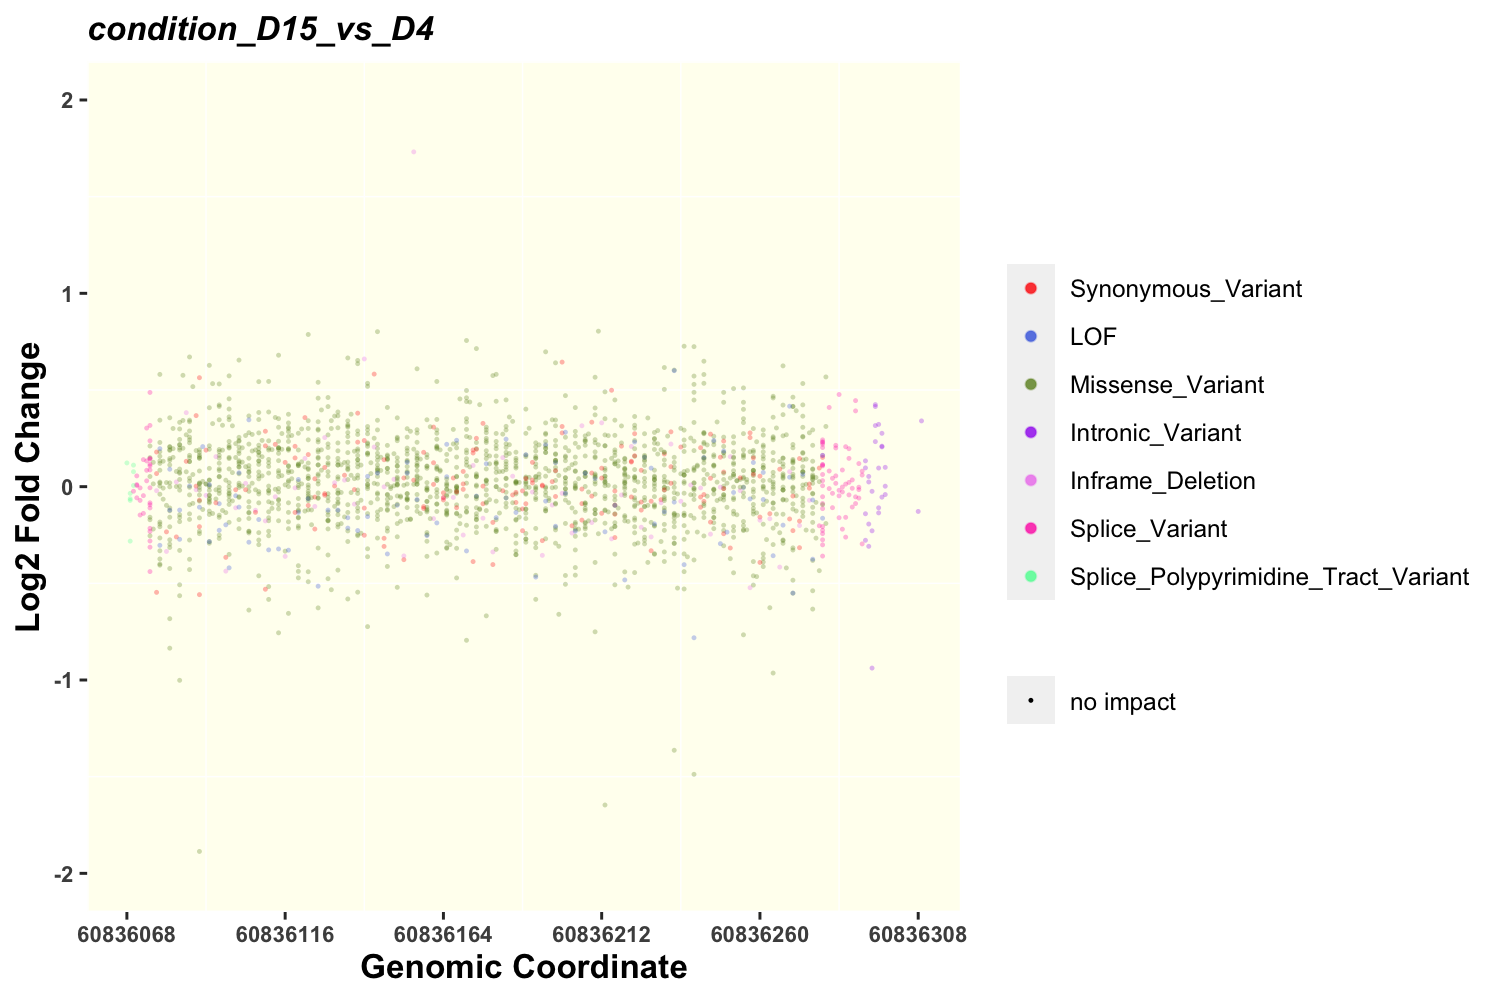 condition_D15_vs_D4
Log2 Fold Change
2
1
0
-1
-2
60836068 60836116 60836164 60836212 60836260 60836308
Genomic Coordinate
Synonymous_Variant
LOF
Missense_Variant
Intronic_Variant
Inframe_Deletion
Splice_Variant
Splice_Polypyrimidine_Tract_Variant
no impact